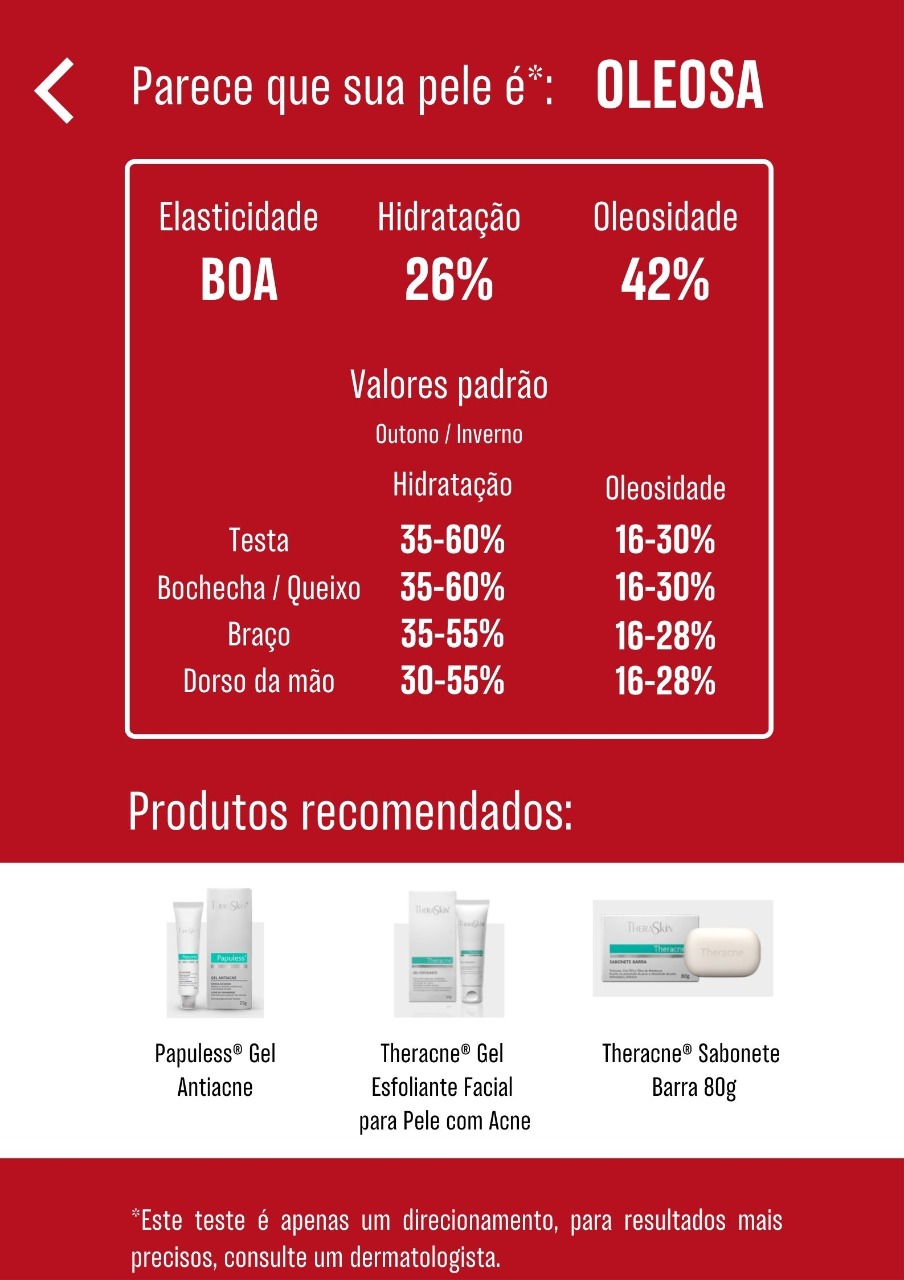 Parece que sua pele é*: OLEOSA
Elasticidade Hidratação Oleosidade
BOA 26% 42%
Valores padrão
Outono / Inverno
Hidratação Oleosidade
Testa 35-60% 16-30%
Bochecha / Queixo 35-60% 16-30%
Braço 35-55% 16-28%
Dorso da mão 30-55% 16-28%
Produtos recomendados:
TheraSkin
Papuless
GEL ANTIACNE
25g
TheraSkin
Theracne
GEL ESFOLIANTE
TheraSkin
Theracne
SABONETE BARRA
80g
Theracne
Papuless® Gel
Antiacne
Theracne® Gel
Esfoliante Facial
para Pele com Acne
Theracne® Sabonete
Barra 80g
*Este teste é apenas um direcionamento, para resultados mais
precisos, consulte um dermatologista.